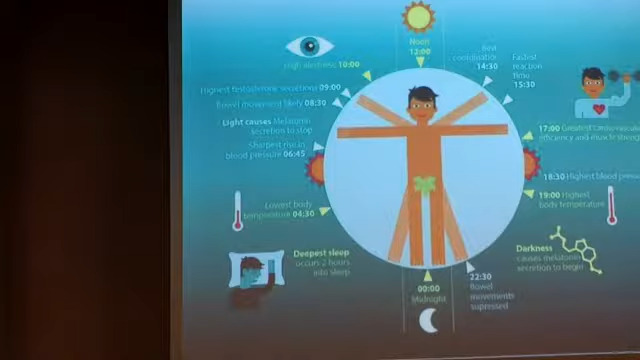 Noon
12:00
High alertness 10:00
Best
coordination
14:30
Fastest
reaction
time
15:30
Highest testosterone secretions 09:00
Bowel movement likely 08:30
Light causes Melatonin
secretion to stop
Sharpest rise in
blood pressure 06:45
17:00 Greatest cardiovascul
efficiency and muscle streng
18:30 Highest blood press
19:00 Highest
body temperature
Lowest body
temperature 04:30
Deepest sleep
occurs 2 hours
into sleep
Darkness
causes melatonin
secretion to begin
00:00
Midnight
22:30
Bowel
movements
supressed